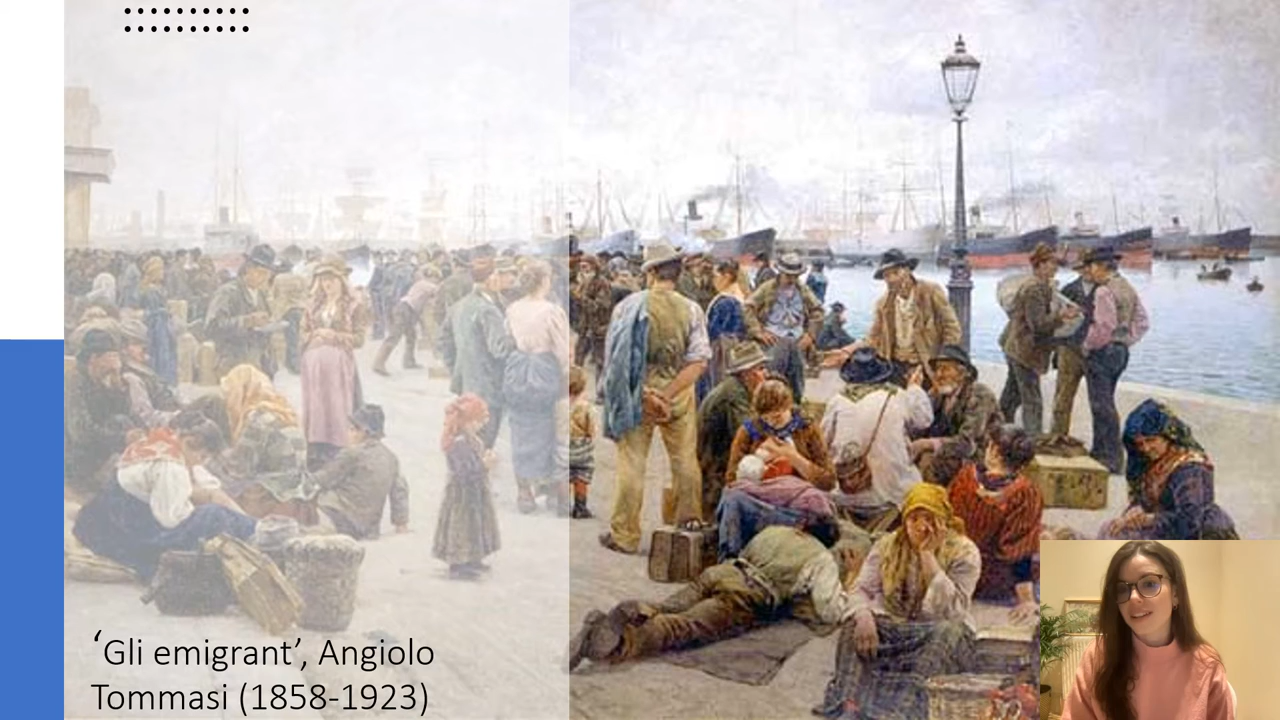 ‘Gli emigrant’, Angiolo
Tommasi (1858-1923)